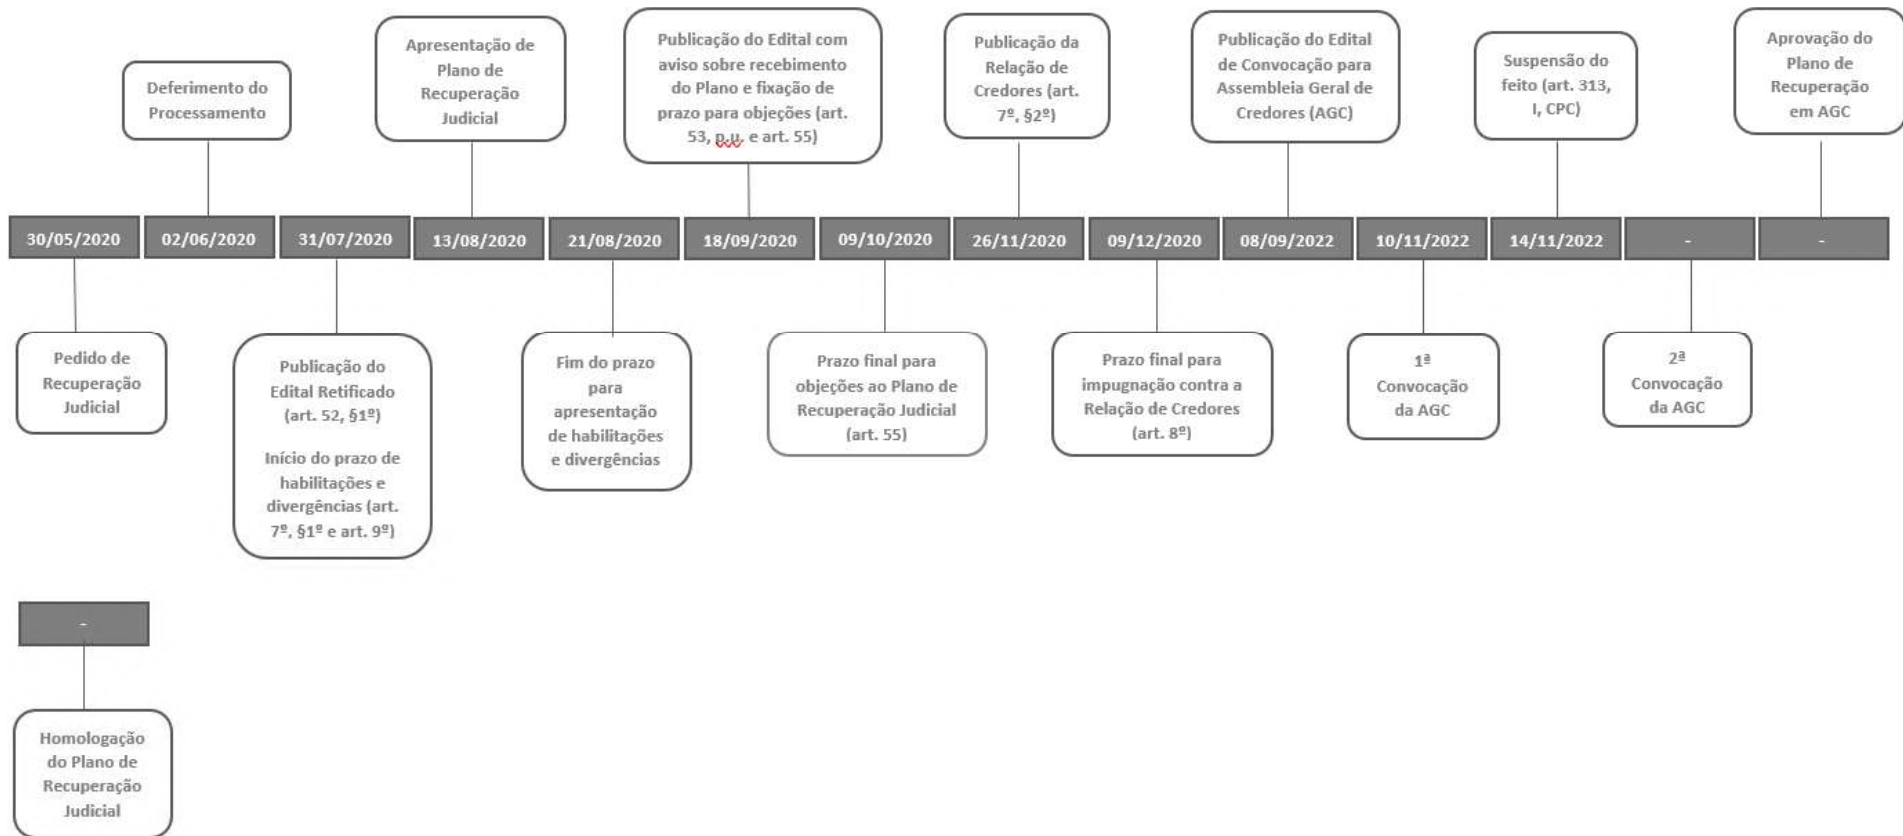 Deferimento do
Processamento
Apresentação de
Plano de
Recuperação
Judicial
Publicação do Edital com
aviso sobre recebimento
do Plano e fixação de
prazo para objeções (art.
53, p.u. e art. 55)
Publicação da
Relação de
Credores (art.
7º, §2º)
Publicação do Edital
de Convocação para
Assembleia Geral de
Credores (AGC)
Suspensão do
feito (art. 313,
I, CPC)
Aprovação do
Plano de
Recuperação
em AGC
30/05/2020
02/06/2020
31/07/2020
13/08/2020
21/08/2020
18/09/2020
09/10/2020
26/11/2020
09/12/2020
08/09/2022
10/11/2022
14/11/2022
-
-
Pedido de
Recuperação
Judicial
Publicação do
Edital Retificado
(art. 52, §1º)
Início do prazo de
habilitações e
divergências (art.
7º, §1º e art. 9º)
Fim do prazo
para
apresentação
de habilitações
e divergências
Prazo final para
objeções ao Plano de
Recuperação Judicial
(art. 55)
Prazo final para
impugnação contra a
Relação de Credores
(art. 8º)
1ª
Convocação
da AGC
2ª
Convocação
da AGC
-
Homologação
do Plano de
Recuperação
Judicial